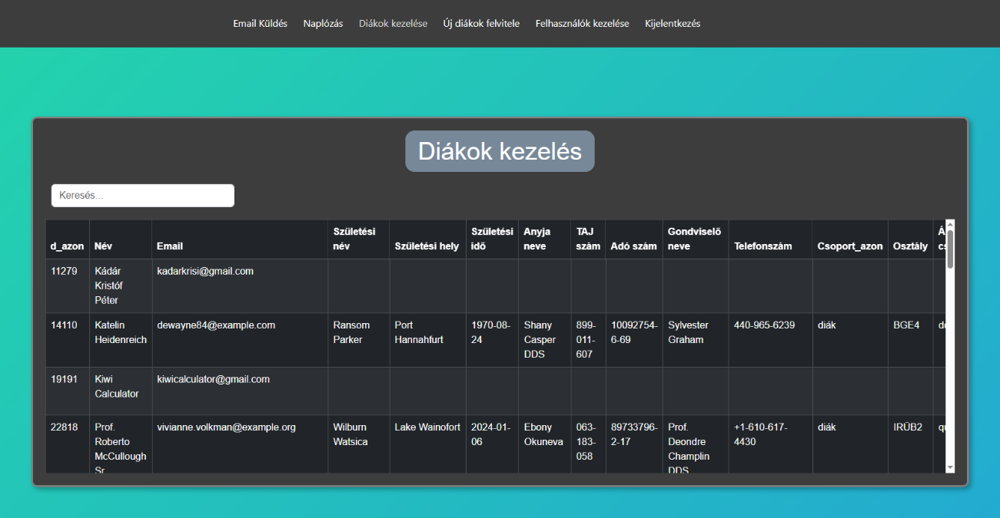 Email Küldés Naplózás Diákok kezelése Új diákok felvitele Felhasználók kezelése Kijelentkezés
Diákok kezelés
Keresés...
d_azon Név Email Születési név Születési hely Születési idő Anyja neve TAJ szám Adó szám Gondviselő neve Telefonszám Csoport_azon Osztály
11279 Kádár Kristóf Péter kadarkrisi@gmail.com
14110 Katelin Heidenreich dewayne84@example.com Ransom Parker Port Hannahfurt 1970-08-24 Shany Casper DDS 899-011-607 10092754-6-69 Sylvester Graham 440-965-6239 diák BGE4
19191 Kiwi Calculator kiwicalculator@gmail.com
22818 Prof. Roberto McCullough Sr. vivianne.volkman@example.org Wilburn Watsica Lake Wainofort 2024-01-06 Ebony Okuneva 063-183-058 89733796-2-17 Prof. Deondre Champlin DDS +1-610-617-4430 diák IRÜB2